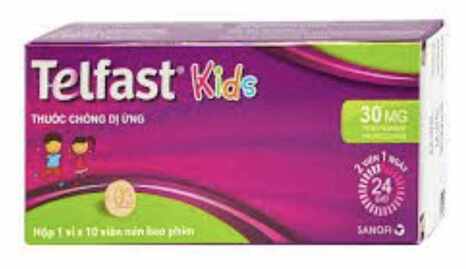 Telfast Kids
THUỐC CHỐNG DỊ ỨNG
30 MG
2 VIÊN 1 NGÀY
24
GIỜ
Hộp 1 vỉ x 10 viên nén bao phim
SANOFI